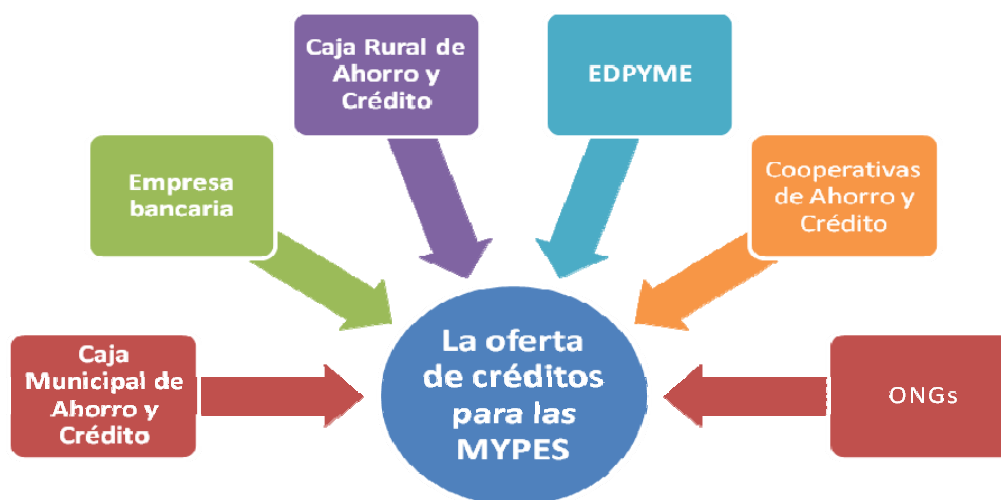 Caja Rural de
Ahorro y
Crédito
EDPYME
Empresa
bancaria
Cooperativas
de Ahorro y
Crédito
La oferta
de créditos
para las
MYPES
Caja
Municipal de
Ahorro y
Crédito
ONGs